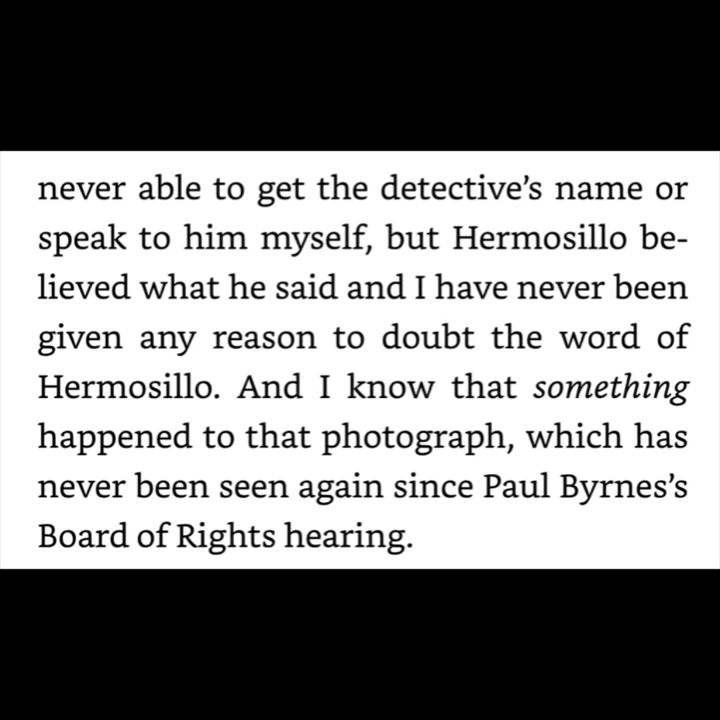 never able to get the detective’s name or
speak to him myself, but Hermosillo be-
lieved what he said and I have never been
given any reason to doubt the word of
Hermosillo. And I know that something
happened to that photograph, which has
never been seen again since Paul Byrnes’s
Board of Rights hearing.